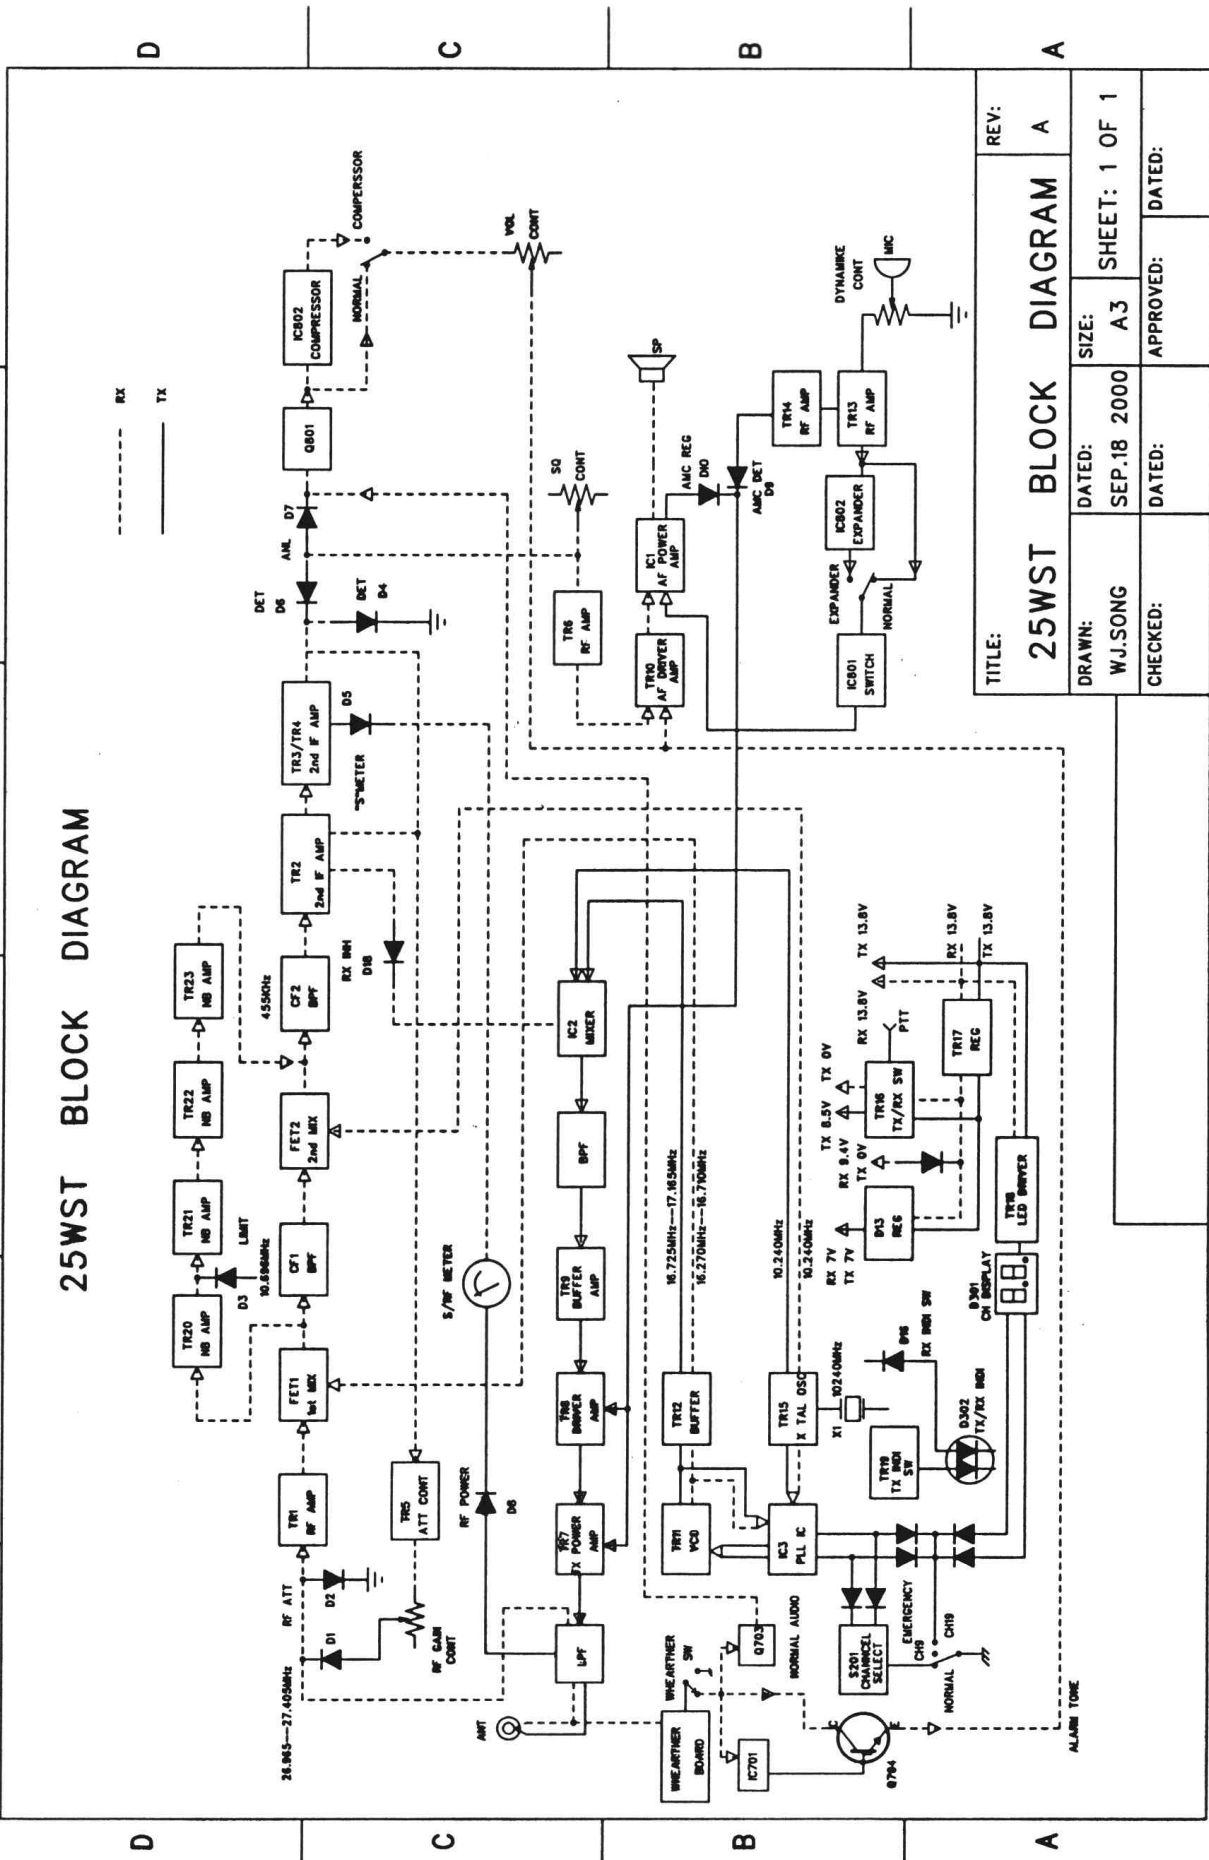 D
C
B
A
25WST BLOCK DIAGRAM
RX
TX
TR20
NB AMP
TR21
NB AMP
TR22
NB AMP
TR23
NB AMP
D3
LIMIT
10.695MHz
455KHz
26.965---27.405MHz
RF ATT
D1
D2
TR1
RF AMP
FET1
1st MIX
CF1
BPF
FET2
2nd MIX
CF2
BPF
TR2
2nd IF AMP
TR3/TR4
2nd IF AMP
DET
D6
ANL
D7
Q801
IC802
COMPRESSOR
COMPERSSOR
NORMAL
DET
D4
D5
"S"METER
RX INH
D18
RF GAIN
CONT
TR5
ATT CONT
S/RF METER
RF POWER
D8
VOL
CONT
SQ
CONT
TR6
RF AMP
ANT
LPF
TR7
TX POWER
AMP
TR8
DRIVER
AMP
TR9
BUFFER
AMP
BPF
IC2
MIXER
TR10
AF DRIVER
AMP
IC1
AF POWER
AMP
SP
AMC REG
D10
AMC DET
D9
TR14
RF AMP
TR13
RF AMP
DYNAMIKE
CONT
MIC
IC802
EXPANDER
EXPANDER
NORMAL
IC801
SWITCH
WHEARTHER
SW
WHEARTHER
BOARD
IC701
Q703
NORMAL AUDIO
Q704
C
E
ALARM TONE
TR11
VCO
TR12
BUFFER
16.725MHz---17.165MHz
16.270MHz---16.710MHz
IC3
PLL IC
TR15
X TAL OSC
10.240MHz
10.240MHz
X1
10240MHz
S201
CHANNCEL
SELECT
EMERGENCY
CH9
CH19
NORMAL
TR19
TX INDI
SW
D302
TX/RX INDI
D16
RX INDI SW
D301
CH DISPLAY
TR18
LED DRIVER
RX 7V
TX 7V
D13
REG
RX 9.4V
TX 0V
TX 8.5V
TX 0V
TR16
TX/RX SW
PTT
RX 13.8V
TX 13.8V
TR17
REG
RX 13.8V
TX 13.8V
TITLE:
25WST BLOCK DIAGRAM
REV:
A
DRAWN:
W.J.SONG
DATED:
SEP.18 2000
SIZE:
A3
SHEET: 1 OF 1
CHECKED:
DATED:
APPROVED:
DATED:
D
C
B
A